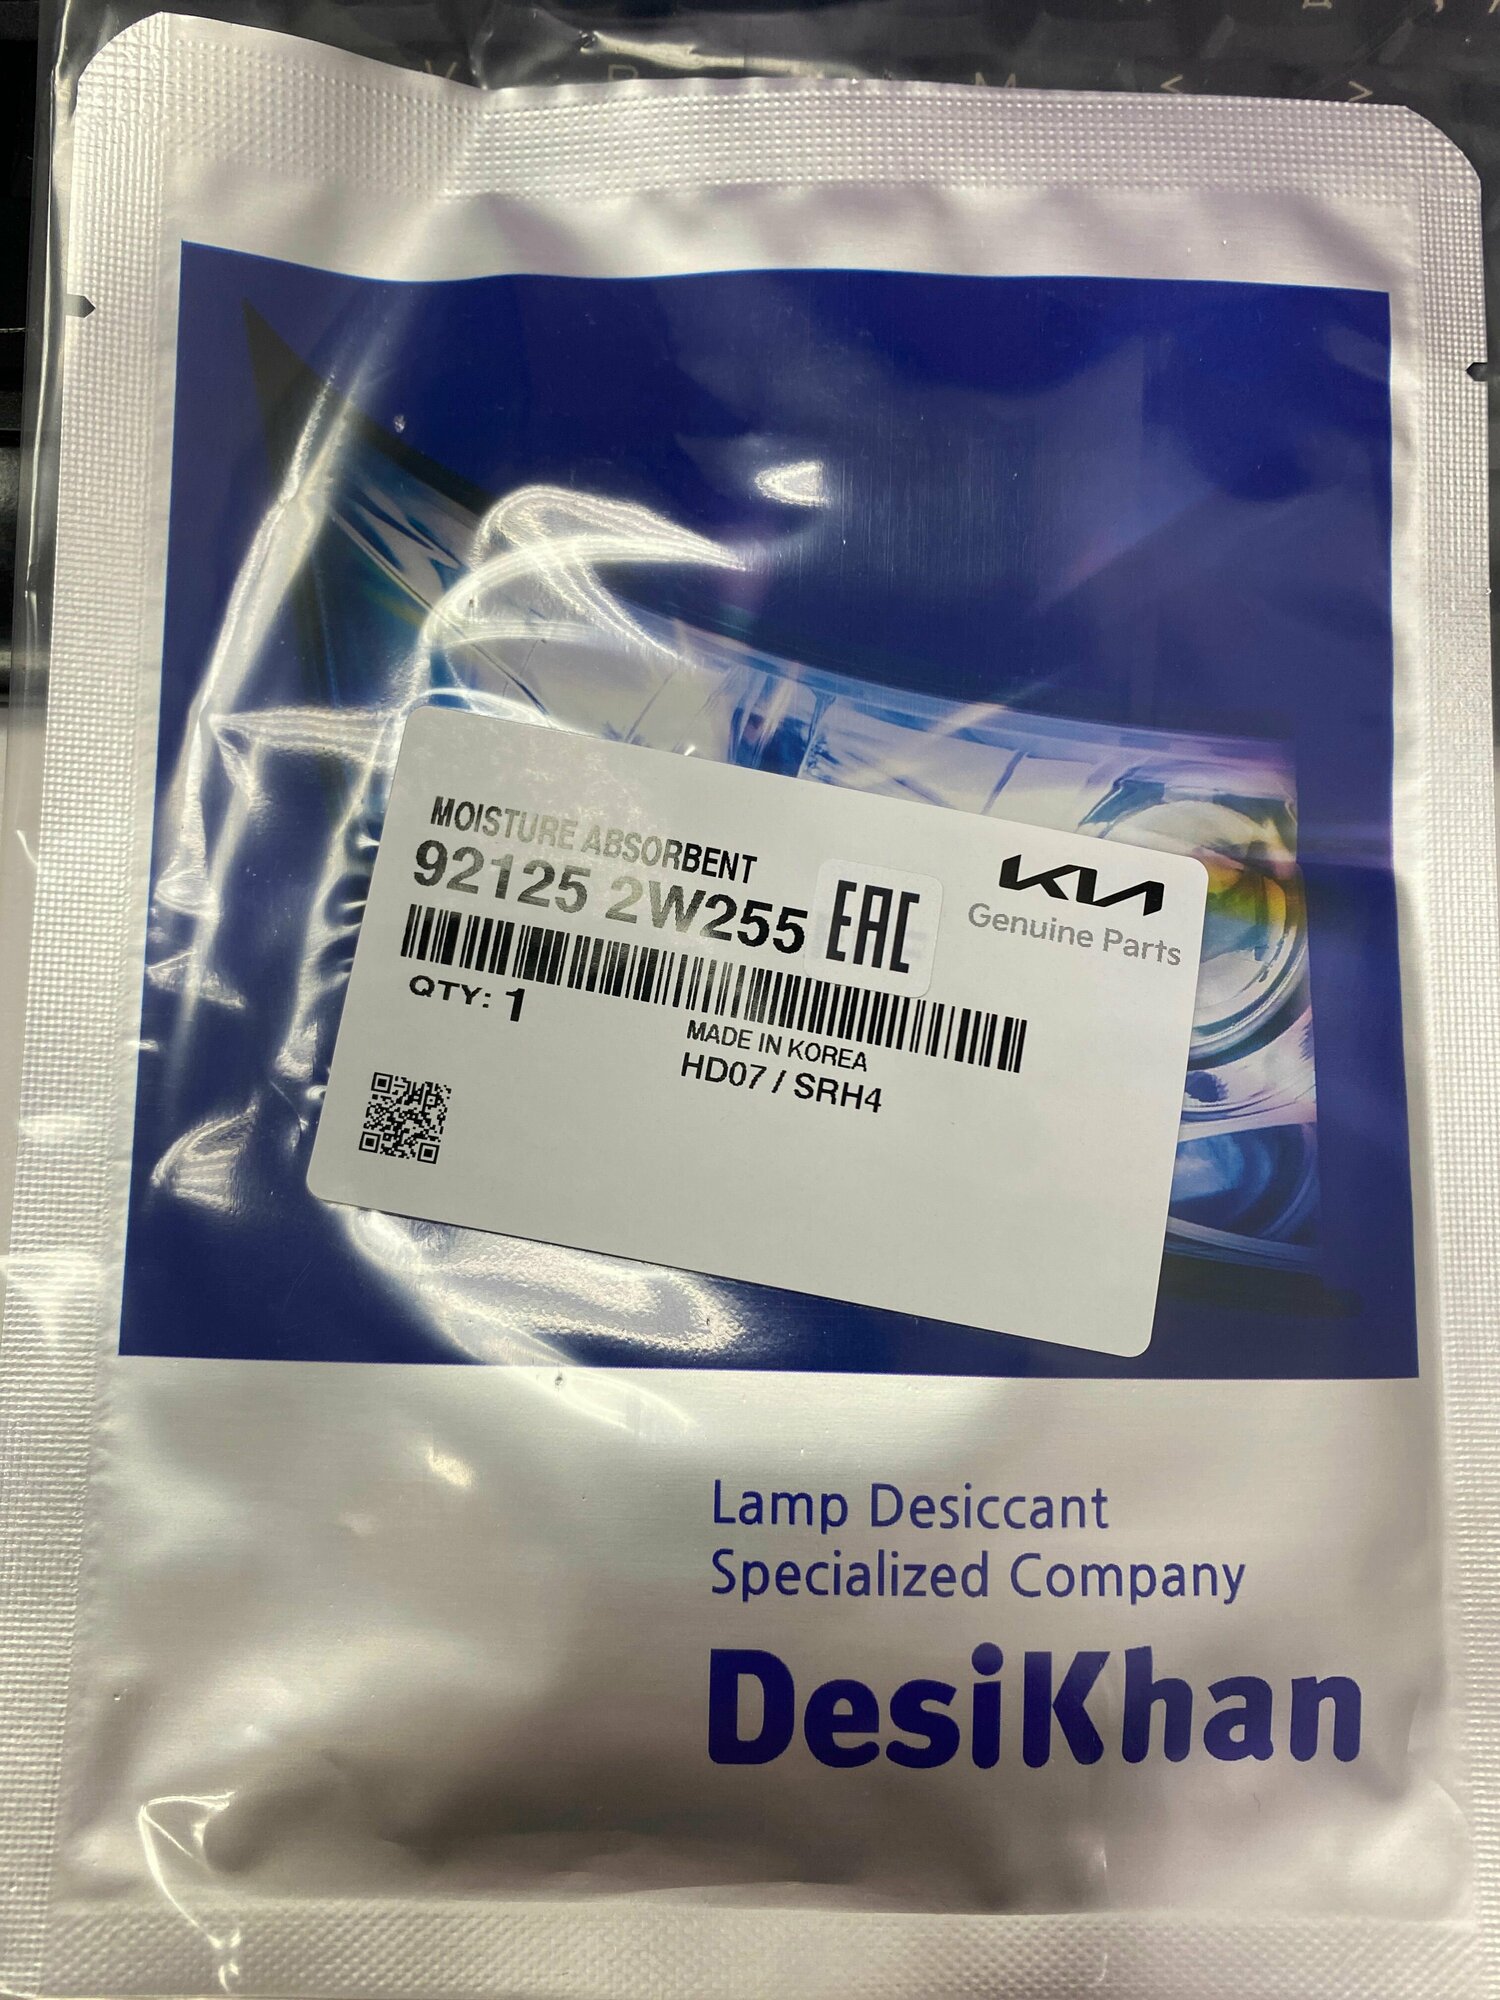 MOISTURE ABSORBENT
92125 2W255
EAC
KIA
Genuine Parts
QTY: 1
MADE IN KOREA
HD07 / SRH4
Lamp Desiccant
Specialized Company
DesiKhan